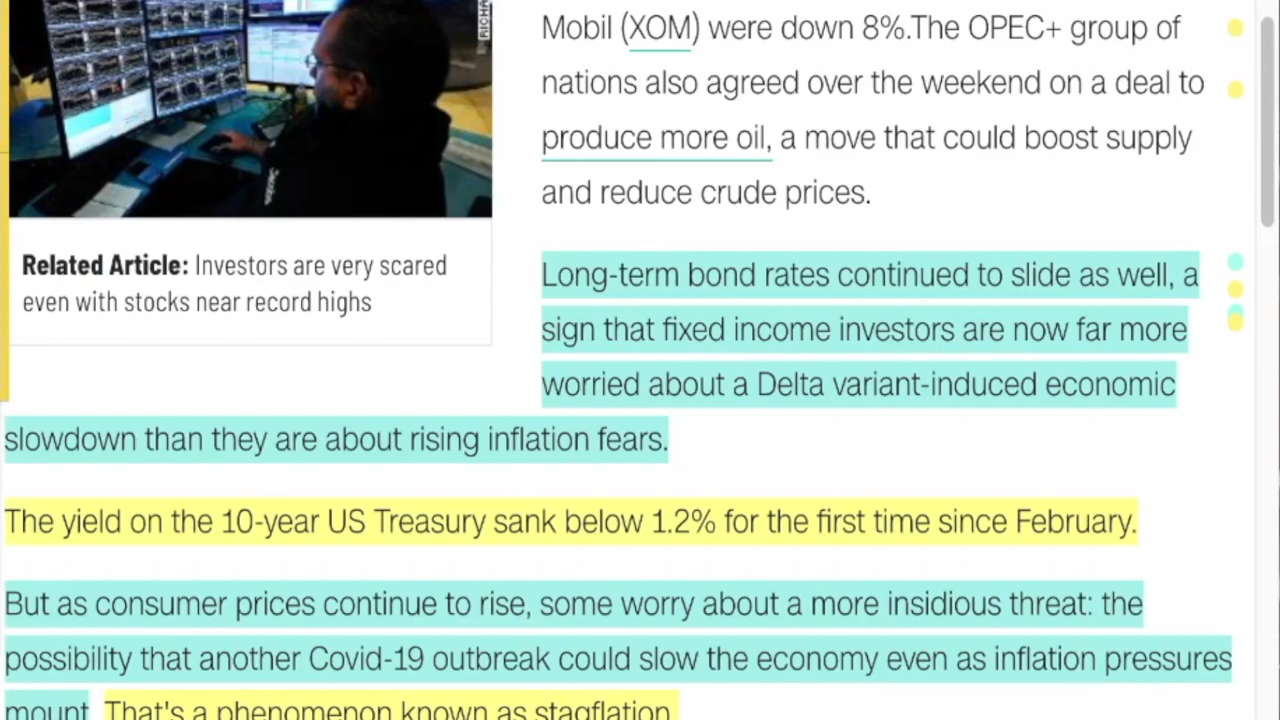 RICHA
Mobil (XOM) were down 8%.The OPEC+ group of
nations also agreed over the weekend on a deal to
produce more oil, a move that could boost supply
and reduce crude prices.
Related Article: Investors are very scared
even with stocks near record highs
Long-term bond rates continued to slide as well, a
sign that fixed income investors are now far more
worried about a Delta variant-induced economic
slowdown than they are about rising inflation fears.
The yield on the 10-year US Treasury sank below 1.2% for the first time since February.
But as consumer prices continue to rise, some worry about a more insidious threat: the
possibility that another Covid-19 outbreak could slow the economy even as inflation pressures
mount. That's a phenomenon known as stagflation.